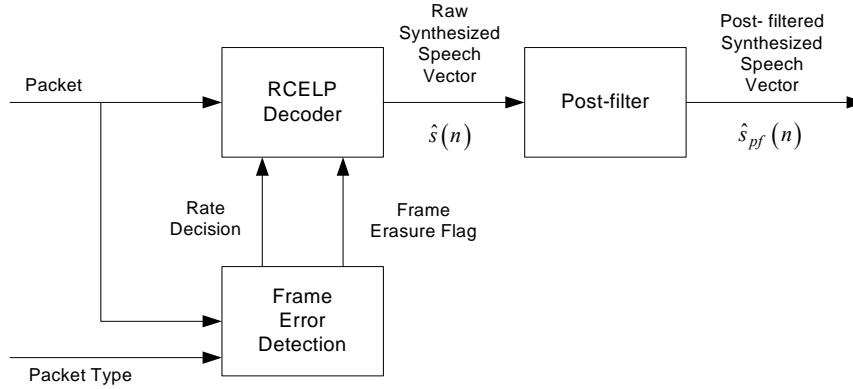 Packet
RCELP
Decoder
Raw
Synthesized
Speech
Vector
ŝ(n)
Post-filter
Post- filtered
Synthesized
Speech
Vector
ŝ_pf(n)
Rate
Decision
Frame
Erasure Flag
Frame
Error
Detection
Packet Type